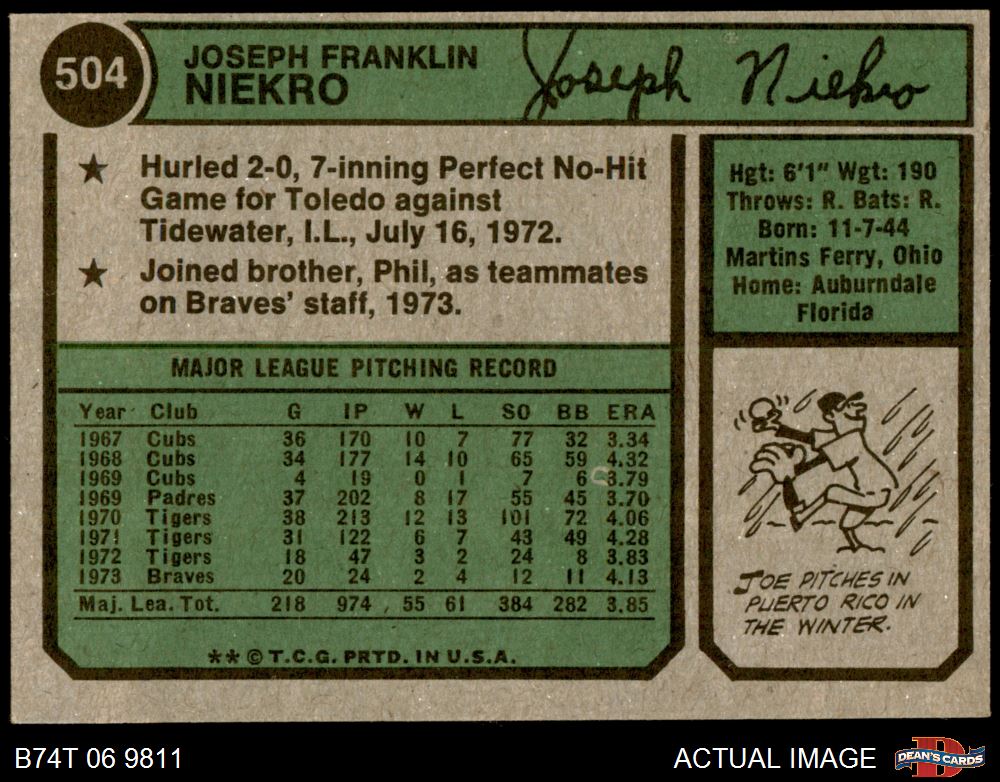 504
JOSEPH FRANKLIN
NIEKRO
Joseph Niekro
★ Hurled 2-0, 7-inning Perfect No-Hit
Game for Toledo against
Tidewater, I.L., July 16, 1972.
★ Joined brother, Phil, as teammates
on Braves' staff, 1973.
Hgt: 6'1" Wgt: 190
Throws: R. Bats: R.
Born: 11-7-44
Martins Ferry, Ohio
Home: Auburndale
Florida
MAJOR LEAGUE PITCHING RECORD
Year Club G IP W L SO BB ERA
1967 Cubs 36 170 10 7 77 32 3.34
1968 Cubs 34 177 14 10 65 59 4.32
1969 Cubs 4 19 0 1 7 6 3.79
1969 Padres 37 202 8 17 55 45 3.70
1970 Tigers 38 213 12 13 101 72 4.06
1971 Tigers 31 122 6 7 43 49 4.28
1972 Tigers 18 47 3 2 24 8 3.83
1973 Braves 20 24 2 4 12 11 4.13
Maj. Lea. Tot. 218 974 55 61 384 282 3.85
** © T.C.G. PRTD. IN U.S.A.
JOE PITCHES IN
PUERTO RICO IN
THE WINTER.
B74T 06 9811
ACTUAL IMAGE
DEAN'S CARDS